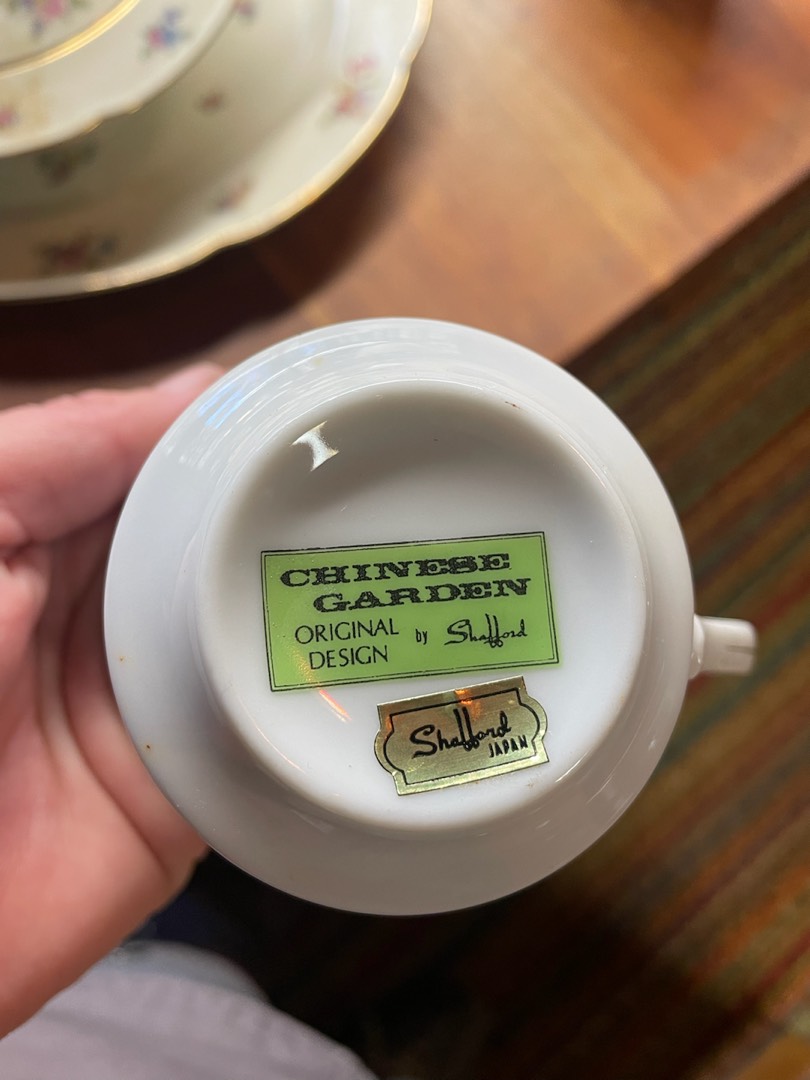 CHINESE
GARDEN
ORIGINAL
DESIGN
by Shafford
Shafford
JAPAN